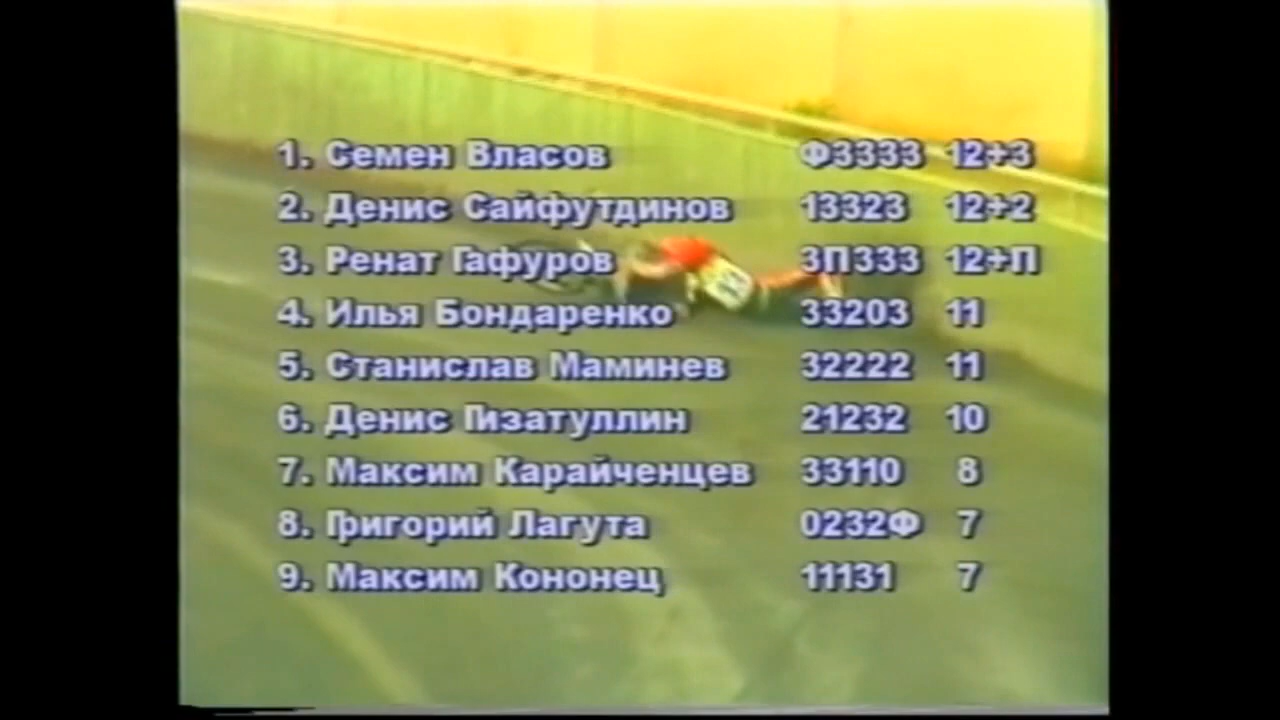 1. Семен Власов Ф3333 12+3
2. Денис Сайфутдинов 13323 12+2
3. Ренат Гафуров 3П333 12+П
4. Илья Бондаренко 33203 11
5. Станислав Маминев 32222 11
6. Денис Гизатуллин 21232 10
7. Максим Карайченцев 33110 8
8. Григорий Лагута 0232Ф 7
9. Максим Кононец 11131 7